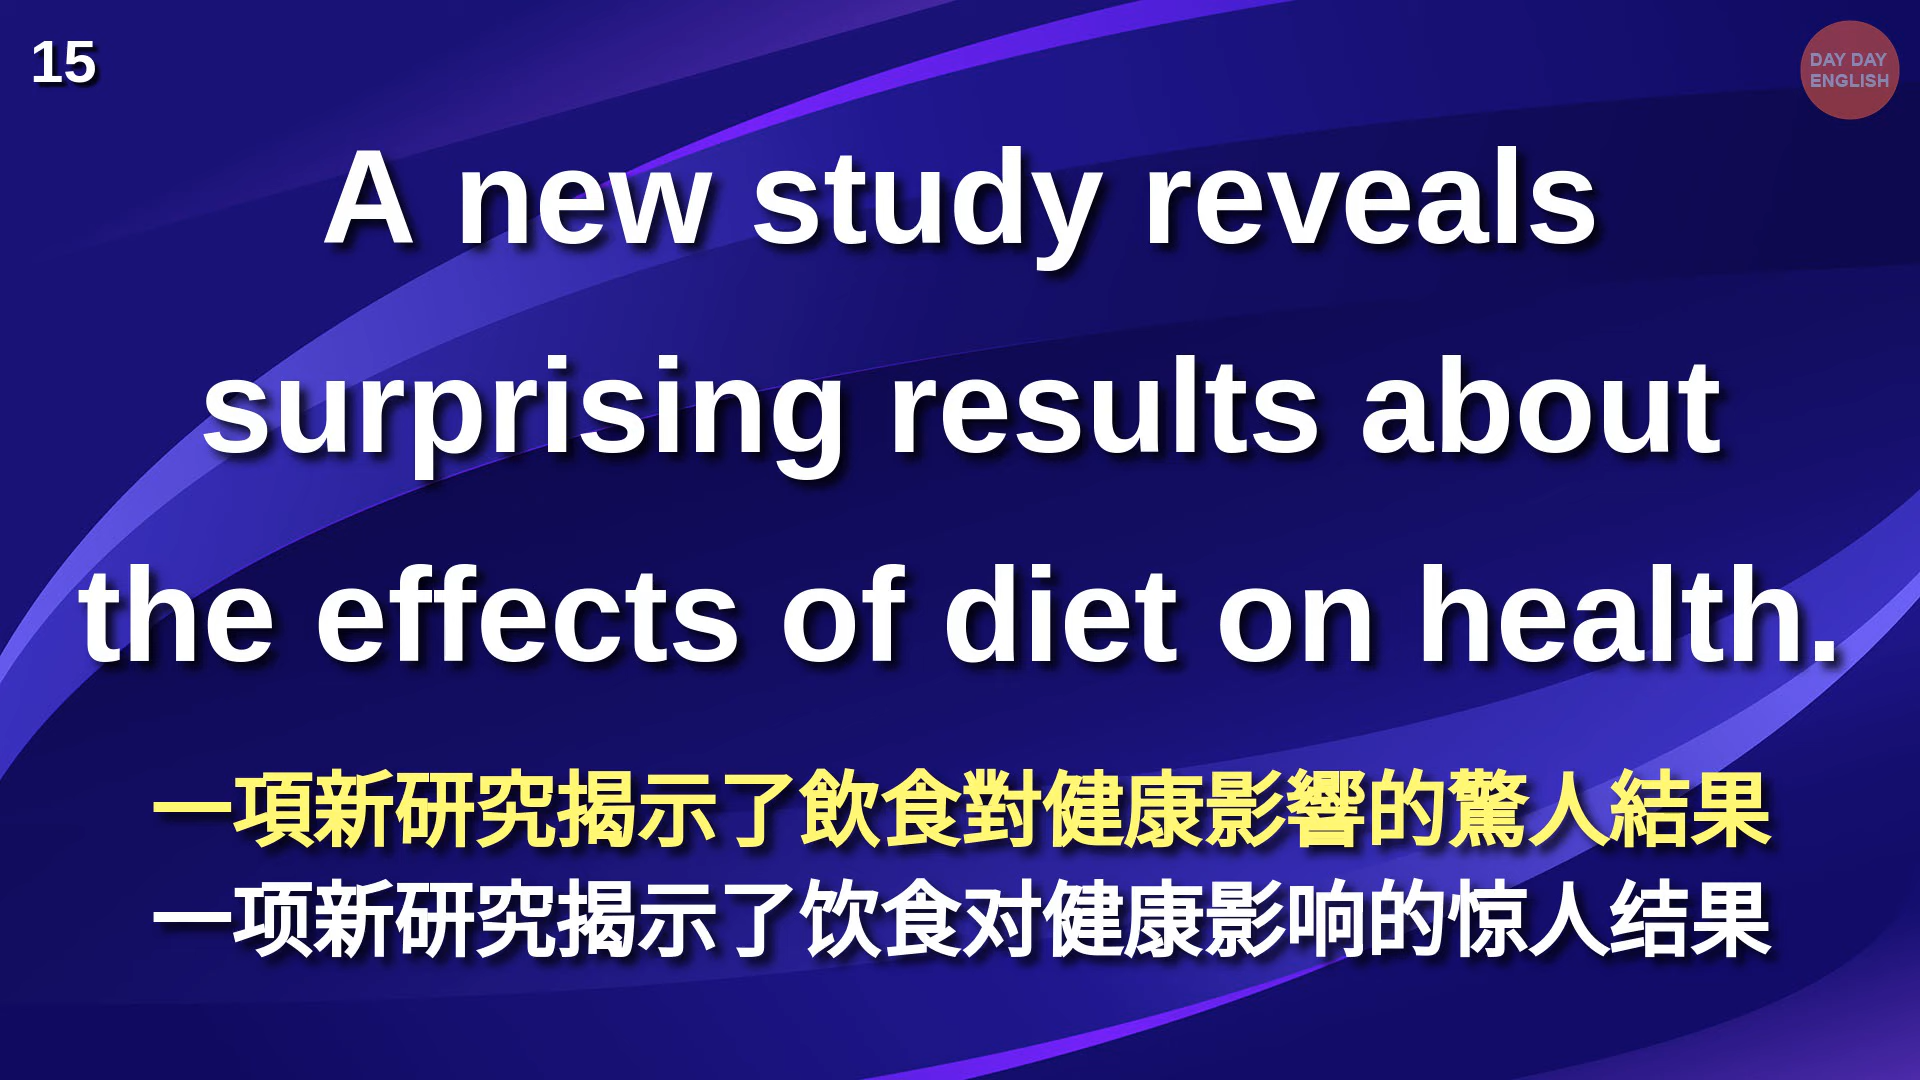 15
DAY DAY
ENGLISH
A new study reveals
surprising results about
the effects of diet on health.
一項新研究揭示了飲食對健康影響的驚人結果
一项新研究揭示了饮食对健康影响的惊人结果